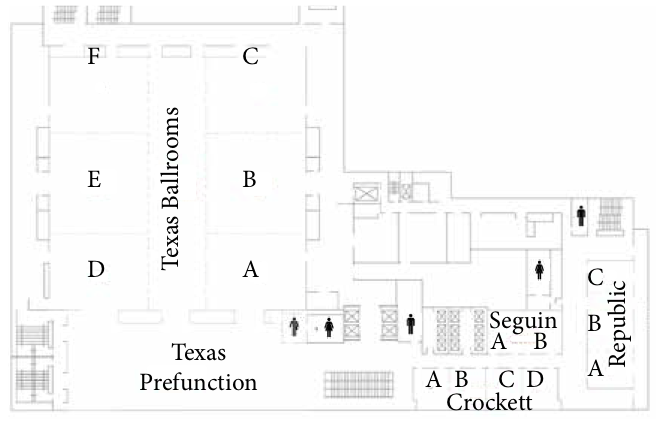 F
C
Texas Ballrooms
E
B
D
A
Texas
Prefunction
Seguin
A B
A B C D
Crockett
C
B
A
Republic